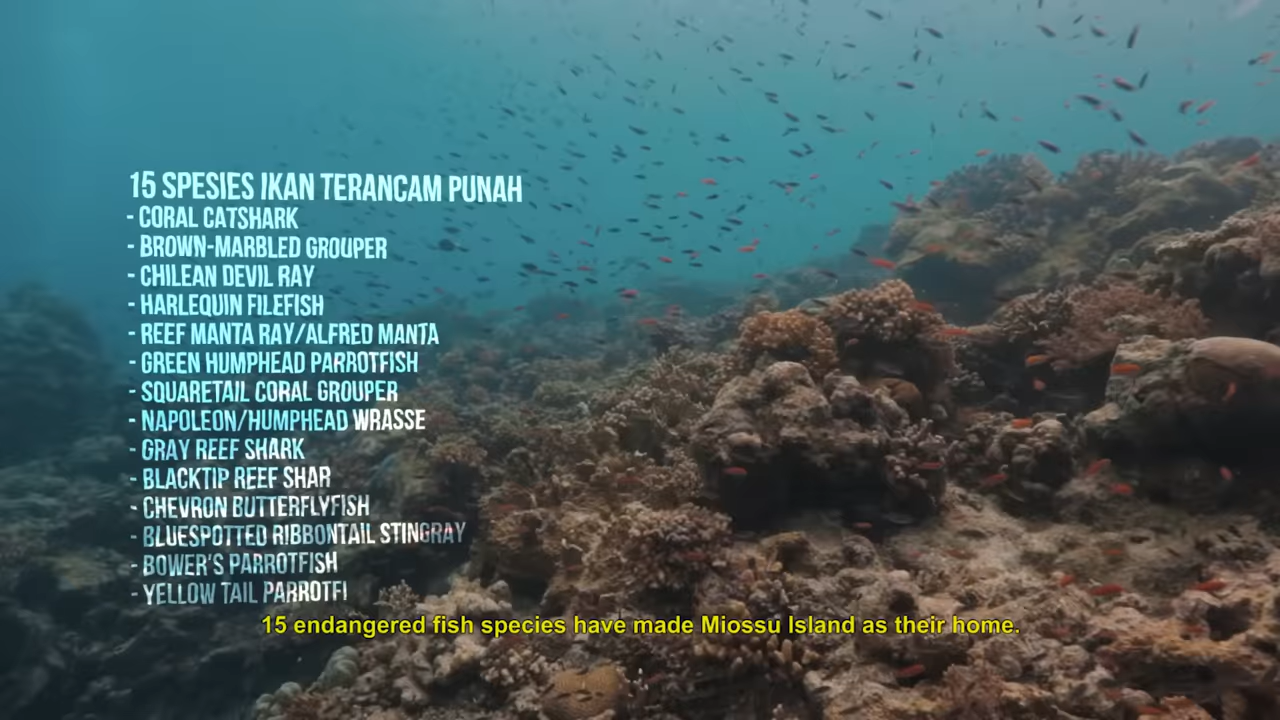 15 SPESIES IKAN TERANCAM PUNAH
- CORAL CATSHARK
- BROWN-MARBLED GROUPER
- CHILEAN DEVIL RAY
- HARLEQUIN FILEFISH
- REEF MANTA RAY/ALFRED MANTA
- GREEN HUMPHEAD PARROTFISH
- SQUARETAIL CORAL GROUPER
- NAPOLEON/HUMPHEAD WRASSE
- GRAY REEF SHARK
- BLACKTIP REEF SHAR
- CHEVRON BUTTERFLYFISH
- BLUESPOTTED RIBBONTAIL STINGRAY
- BOWER'S PARROTFISH
- YELLOW TAIL PARROTFI
15 endangered fish species have made Miossu Island as their home.